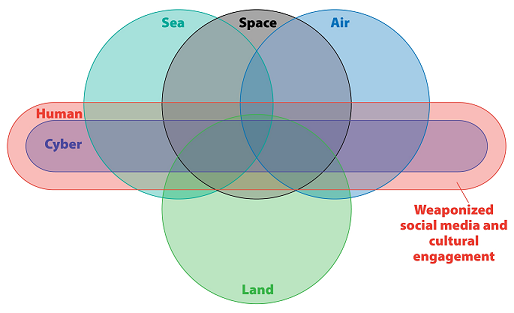 Sea
Space
Air
Human
Cyber
Weaponized
social media and
cultural
engagement
Land